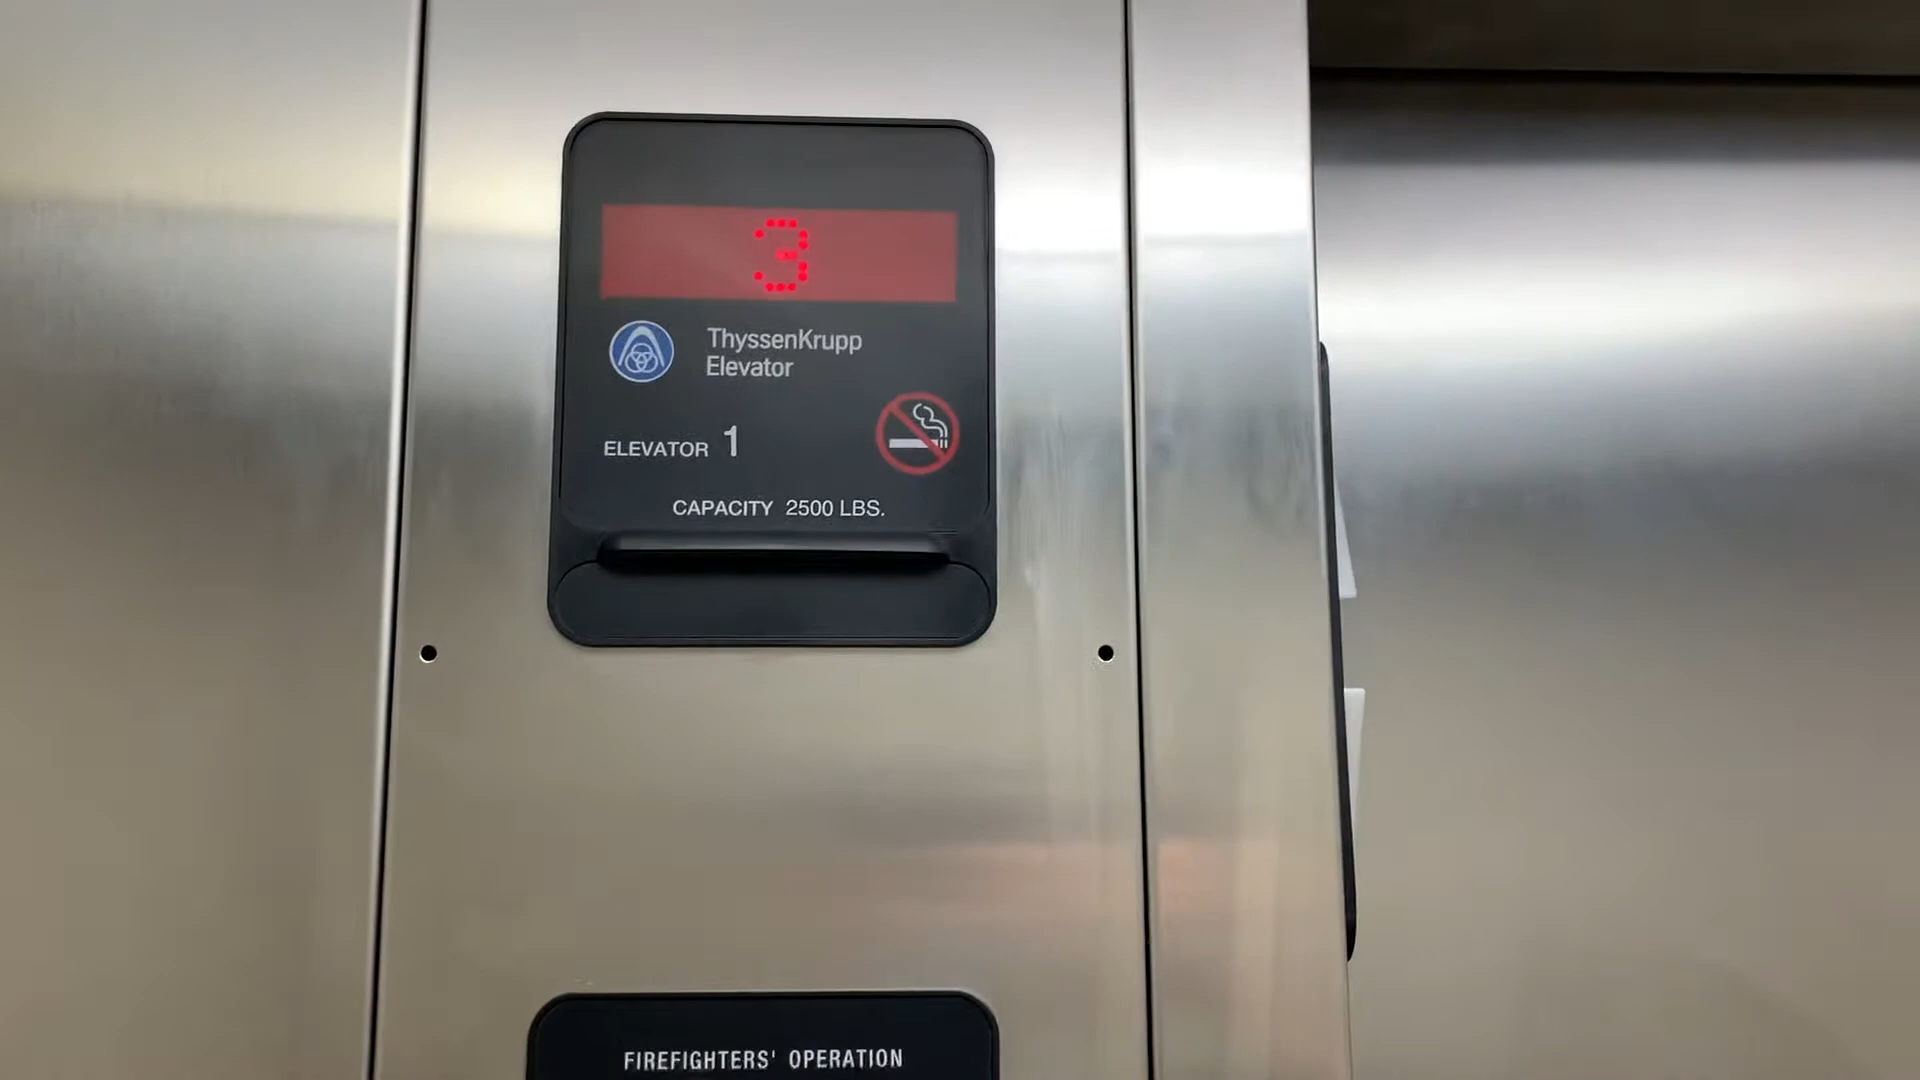 3
ThyssenKrupp
Elevator
ELEVATOR 1
CAPACITY 2500 LBS.
FIREFIGHTERS' OPERATION